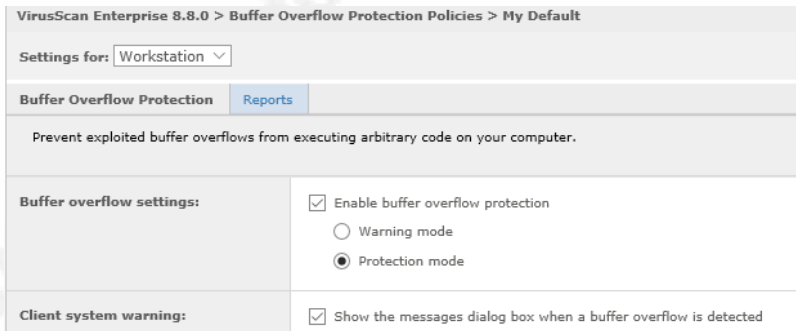 VirusScan Enterprise 8.8.0 > Buffer Overflow Protection Policies > My Default
Settings for: Workstation
Buffer Overflow Protection Reports
Prevent exploited buffer overflows from executing arbitrary code on your computer.
Buffer overflow settings: Enable buffer overflow protection
Warning mode
Protection mode
Client system warning: Show the messages dialog box when a buffer overflow is detected